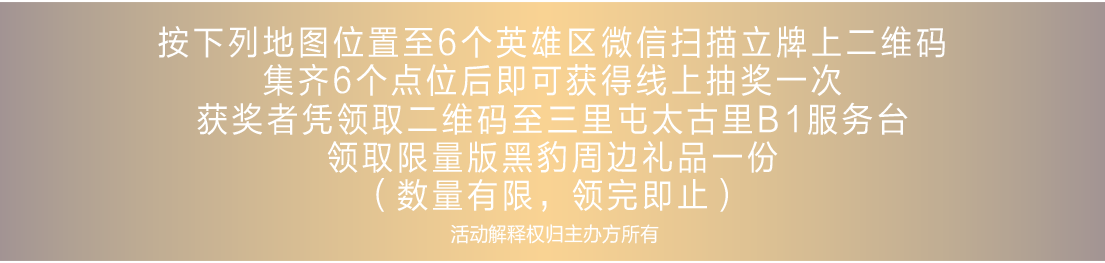 按下列地图位置至6个英雄区微信扫描立牌上二维码
集齐6个点位后即可获得线上抽奖一次
获奖者凭领取二维码至三里屯太古里B1服务台
领取限量版黑豹周边礼品一份
（数量有限，领完即止）
活动解释权归主办方所有